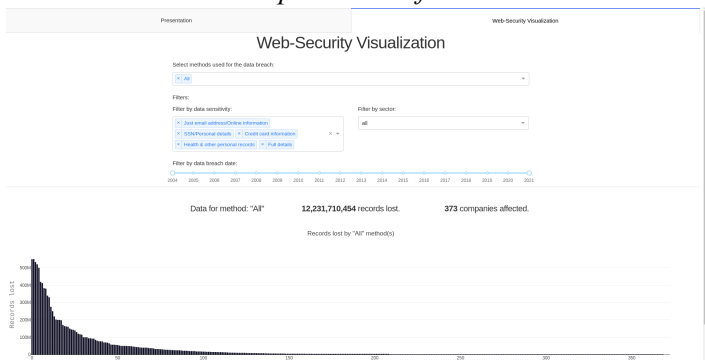 Presentation
Web-Security Visualization
Web-Security Visualization
Select methods used for the data breach:
× All
Filters:
Filter by data sensitivity:
Filter by sector:
× Just email address/Online information
× SSN/Personal details × Credit card information
× Health & other personal records × Full details
×
all
Filter by data breach date:
2004 2005 2006 2007 2008 2009 2010 2011 2012 2013 2014 2015 2016 2017 2018 2019 2020 2021
Data for method: "All" 12,231,710,454 records lost. 373 companies affected.
Records lost by "All" method(s)
Records lost
500M
400M
300M
200M
100M
0
0 50 100 150 200 250 300 350